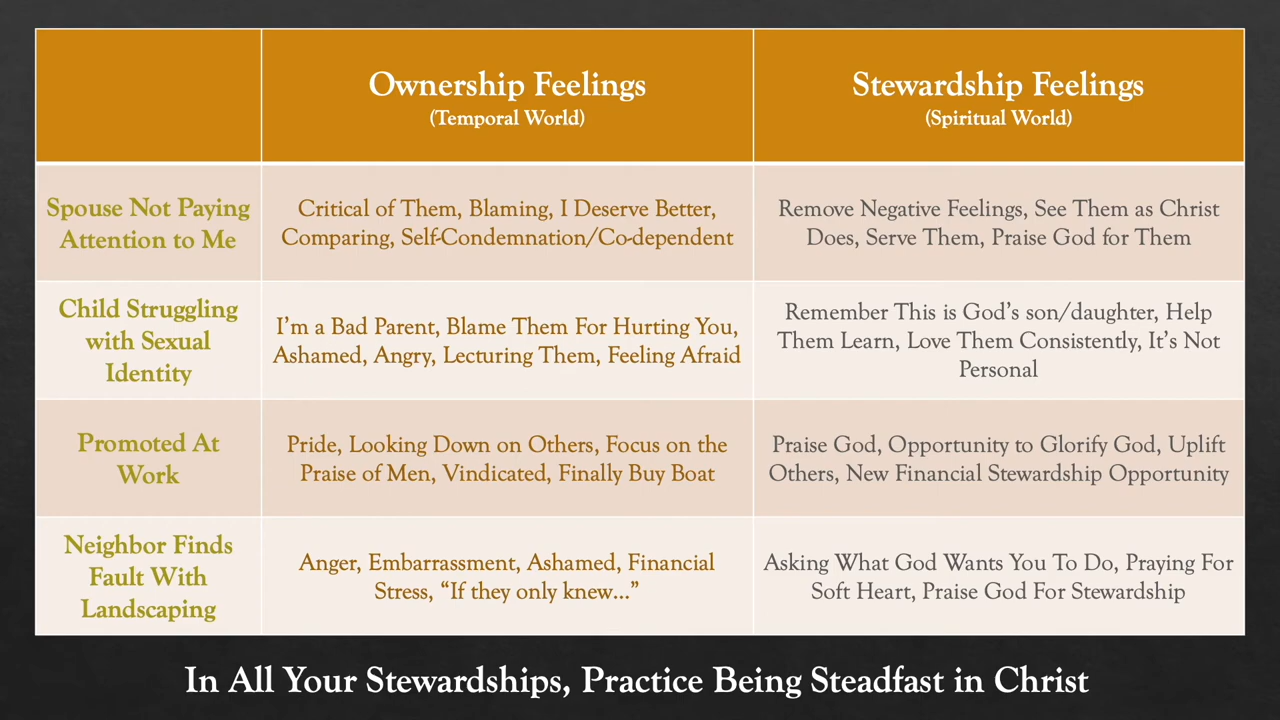 Ownership Feelings
(Temporal World)
Stewardship Feelings
(Spiritual World)
Spouse Not Paying
Attention to Me
Critical of Them, Blaming, I Deserve Better,
Comparing, Self-Condemnation/Co-dependent
Remove Negative Feelings, See Them as Christ
Does, Serve Them, Praise God for Them
Child Struggling
with Sexual
Identity
I'm a Bad Parent, Blame Them For Hurting You,
Ashamed, Angry, Lecturing Them, Feeling Afraid
Remember This is God's son/daughter, Help
Them Learn, Love Them Consistently, It's Not
Personal
Promoted At
Work
Pride, Looking Down on Others, Focus on the
Praise of Men, Vindicated, Finally Buy Boat
Praise God, Opportunity to Glorify God, Uplift
Others, New Financial Stewardship Opportunity
Neighbor Finds
Fault With
Landscaping
Anger, Embarrassment, Ashamed, Financial
Stress, “If they only knew...”
Asking What God Wants You To Do, Praying For
Soft Heart, Praise God For Stewardship
In All Your Stewardships, Practice Being Steadfast in Christ